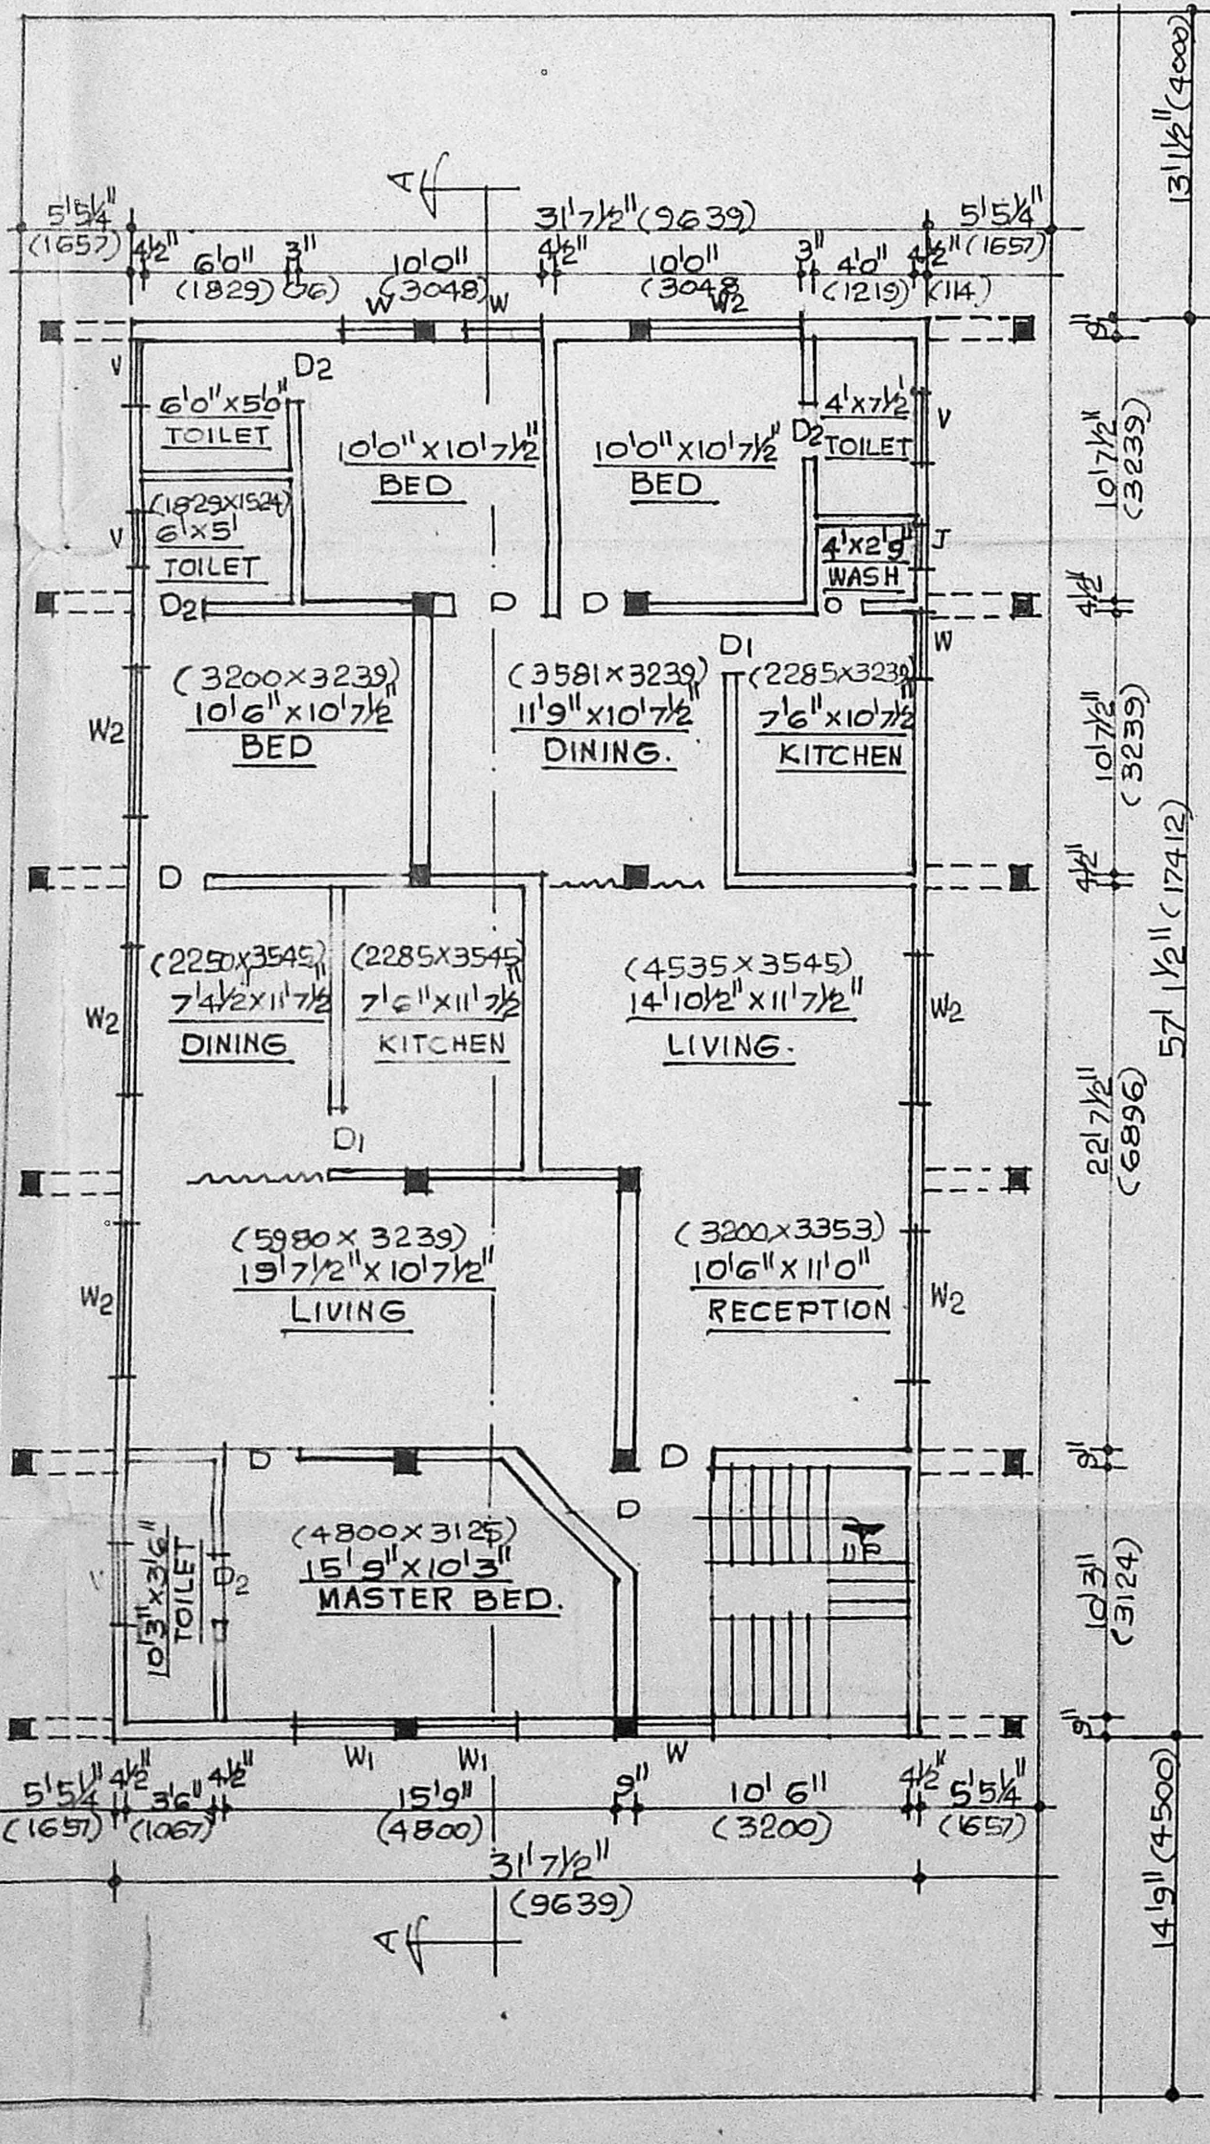 13'1½"(4000)
A
5'5¼"
(1657)
31'7½"(9639)
5'5¼"
(1657)
4½"
6'0"
(1829)
3"
(76)
10'0"
(3048)
4½"
10'0"
(3048
3"
4'0"
(1219)
4½"
(114)
W
W
W2
9"
V
D2
6'0"X5'0"
TOILET
10'0"X10'7½"
BED
10'0"X10'7½"
BED
D2
4'X7½'
TOILET
V
10'7½"
(3239)
(1829X1524)
6'X5'
TOILET
V
4'X2'9"
WASH
J
D2
D
D
D
4½"
D1
W
(3200X3239)
10'6"X10'7½"
BED
(3581X3239)
11'9"X10'7½"
DINING.
(2285X3239)
7'6"X10'7½
KITCHEN
W2
10'7½"
(3239)
D
4½"
57'1½"(17412)
(2250X3545)
7'4½"X11'7½"
DINING
(2285X3545)
7'6"X11'7½"
KITCHEN
(4535X3545)
14'10½"X11'7½"
LIVING.
W2
W2
D1
22'7½"
(6896)
(5980X3239)
19'7½"X10'7½"
LIVING
(3200X3353)
10'6"X11'0"
RECEPTION
W2
W2
D
D
D
9"
(4800X3125)
15'9"X10'3"
MASTER BED.
UP
V
10'3"X3'6"
TOILET
D2
10'3"
(3124)
9"
W1
W1
W
5'5¼"
(1657)
4½"
3'6"
(1067)
4½"
15'9"
(4800)
9"
10'6"
(3200)
4½"
5'5¼"
(1657)
31'7½"
(9639)
14'9"(4500)
A